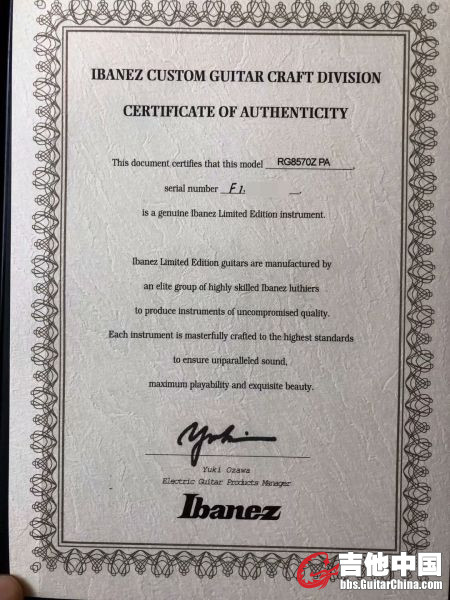 IBANEZ CUSTOM GUITAR CRAFT DIVISION
CERTIFICATE OF AUTHENTICITY
This document certifies that this model RG8570Z PA,
serial number F1
is a genuine Ibanez Limited Edition instrument.
Ibanez Limited Edition guitars are manufactured by
an elite group of highly skilled Ibanez luthiers
to produce instruments of uncompromised quality.
Each instrument is masterfully crafted to the highest standards
to ensure unparalleled sound,
maximum playability and exquisite beauty.
Yuki Ozawa
Electric Guitar Products Manager
Ibanez
吉他中国
bbs.GuitarChina.com